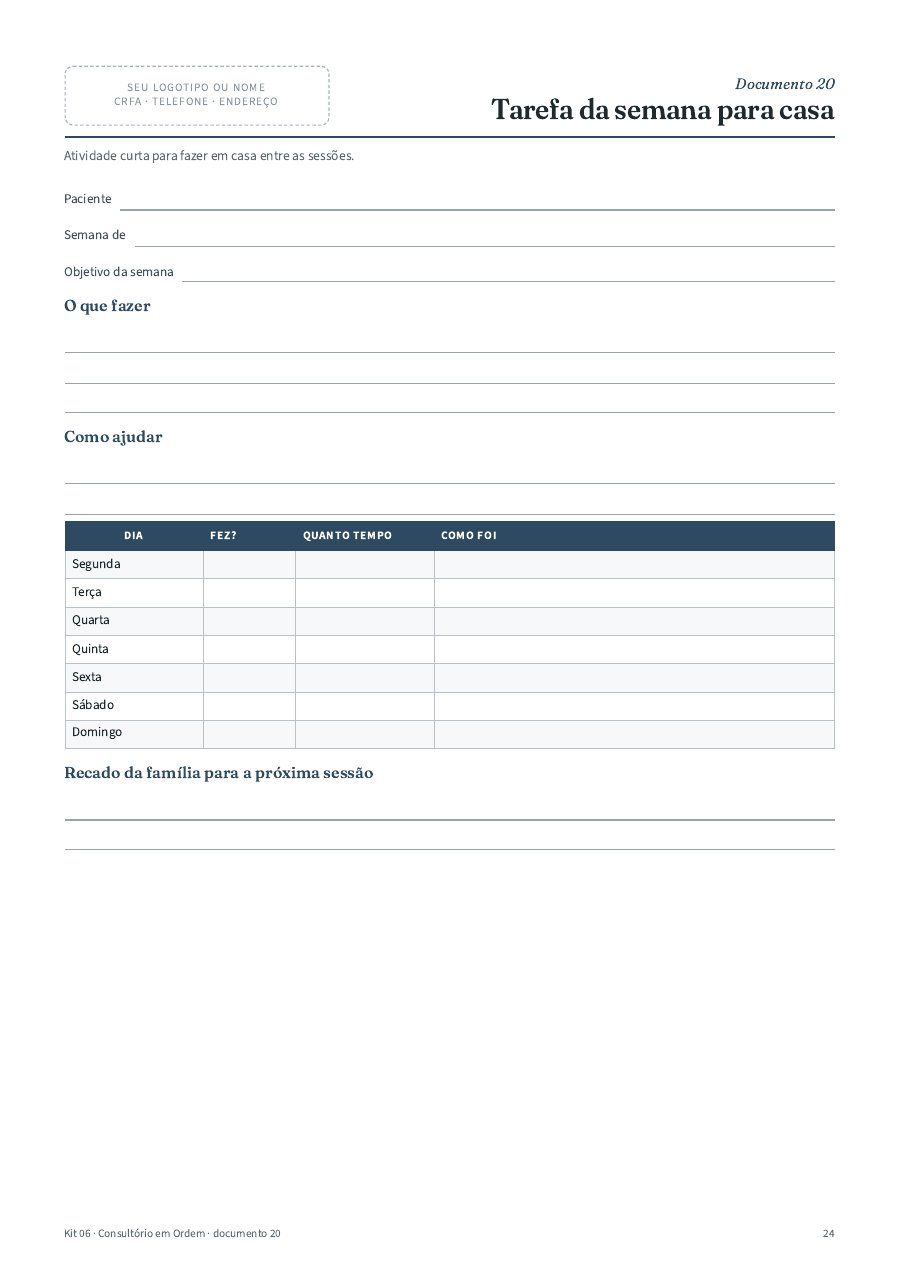 SEU LOGOTIPO OU NOME
CRFA · TELEFONE · ENDEREÇO
Documento 20
Tarefa da semana para casa
Atividade curta para fazer em casa entre as sessões.
Paciente
Semana de
Objetivo da semana
O que fazer
Como ajudar
DIA FEZ? QUANTO TEMPO COMO FOI
Segunda
Terça
Quarta
Quinta
Sexta
Sábado
Domingo
Recado da família para a próxima sessão
Kit 06 · Consultório em Ordem · documento 20 24